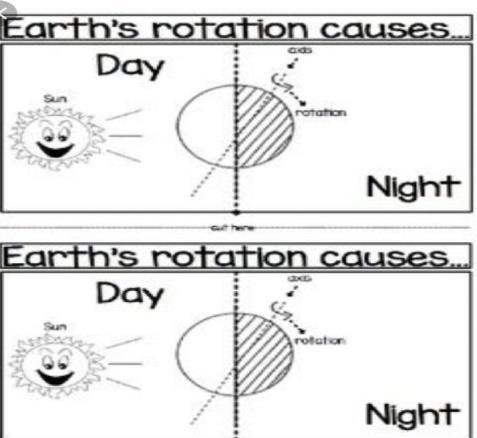 Earth's rotation causes...
Day
axis
Sun
rotation
Night
cut here
Earth's rotation causes...
Day
axis
Sun
rotation
Night